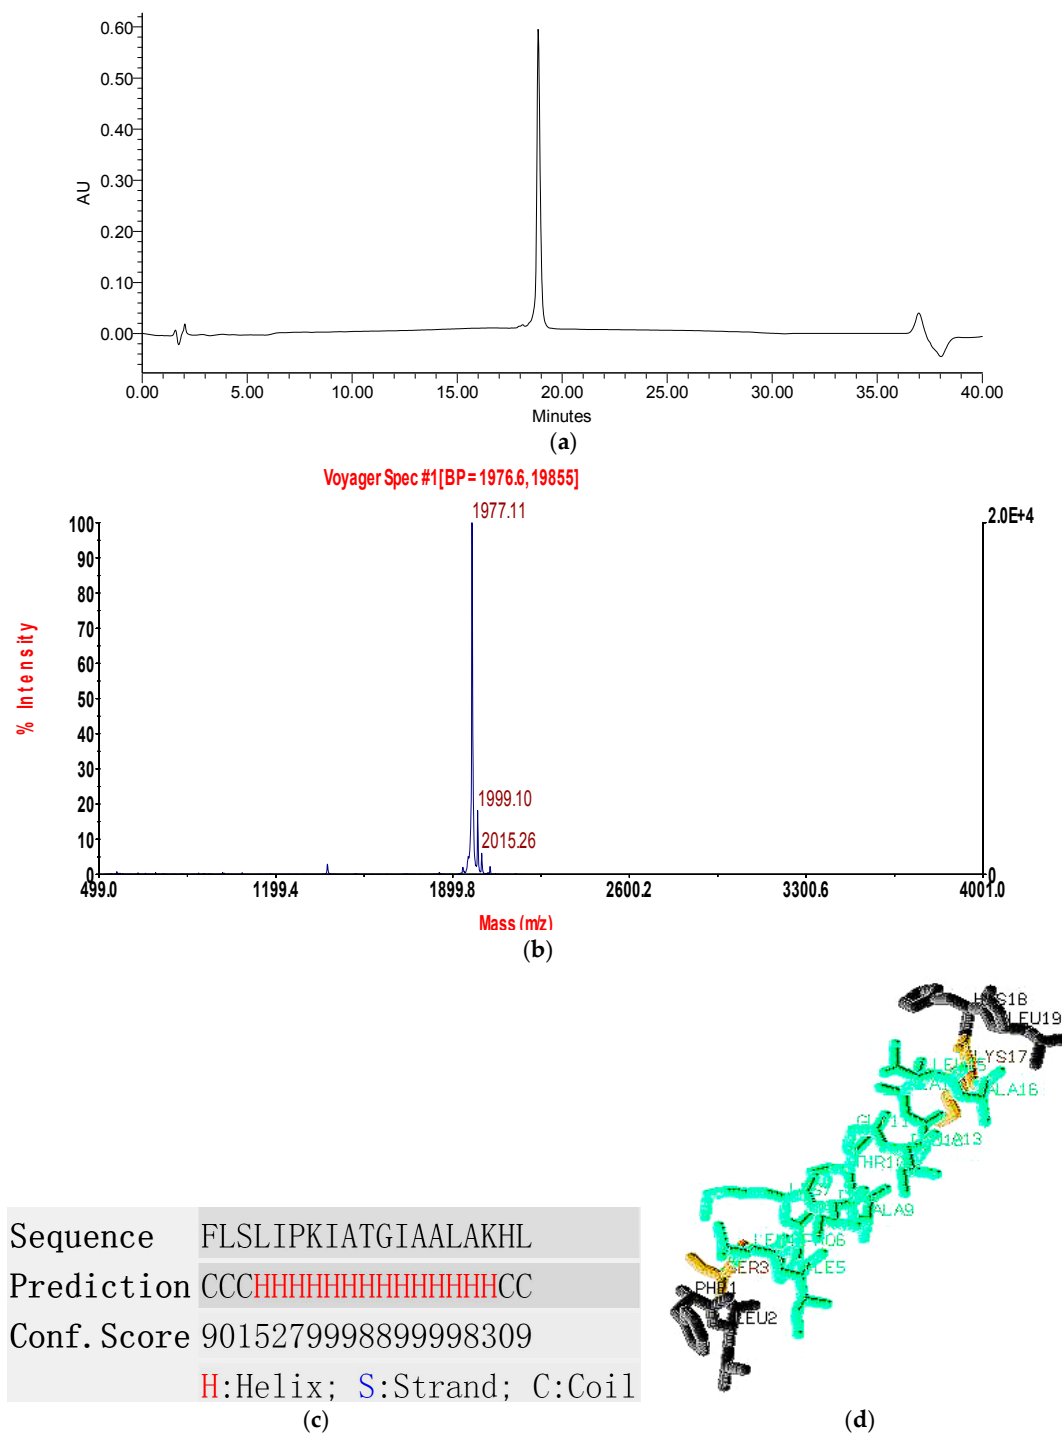 0.60
0.50
0.40
0.30
0.20
0.10
0.00
AU
0.00 5.00 10.00 15.00 20.00 25.00 30.00 35.00 40.00
Minutes
(a)
Voyager Spec #1[BP = 1976.6, 19855]
1977.11
2.0E+4
100
90
80
70
60
50
40
30
20
10
0
% Intensity
1999.10
2015.26
0
499.0 1199.4 1899.8 2600.2 3300.6 4001.0
Mass (m/z)
(b)
LEU19
LYS17
ALA16
ALA9
SER3
LEU2
Sequence FLSLIPKIATGIAALAKHL
Prediction CCCHHHHHHHHHHHHHHCC
Conf.Score 9015279998899998309
H:Helix; S:Strand; C:Coil
(c)
(d)